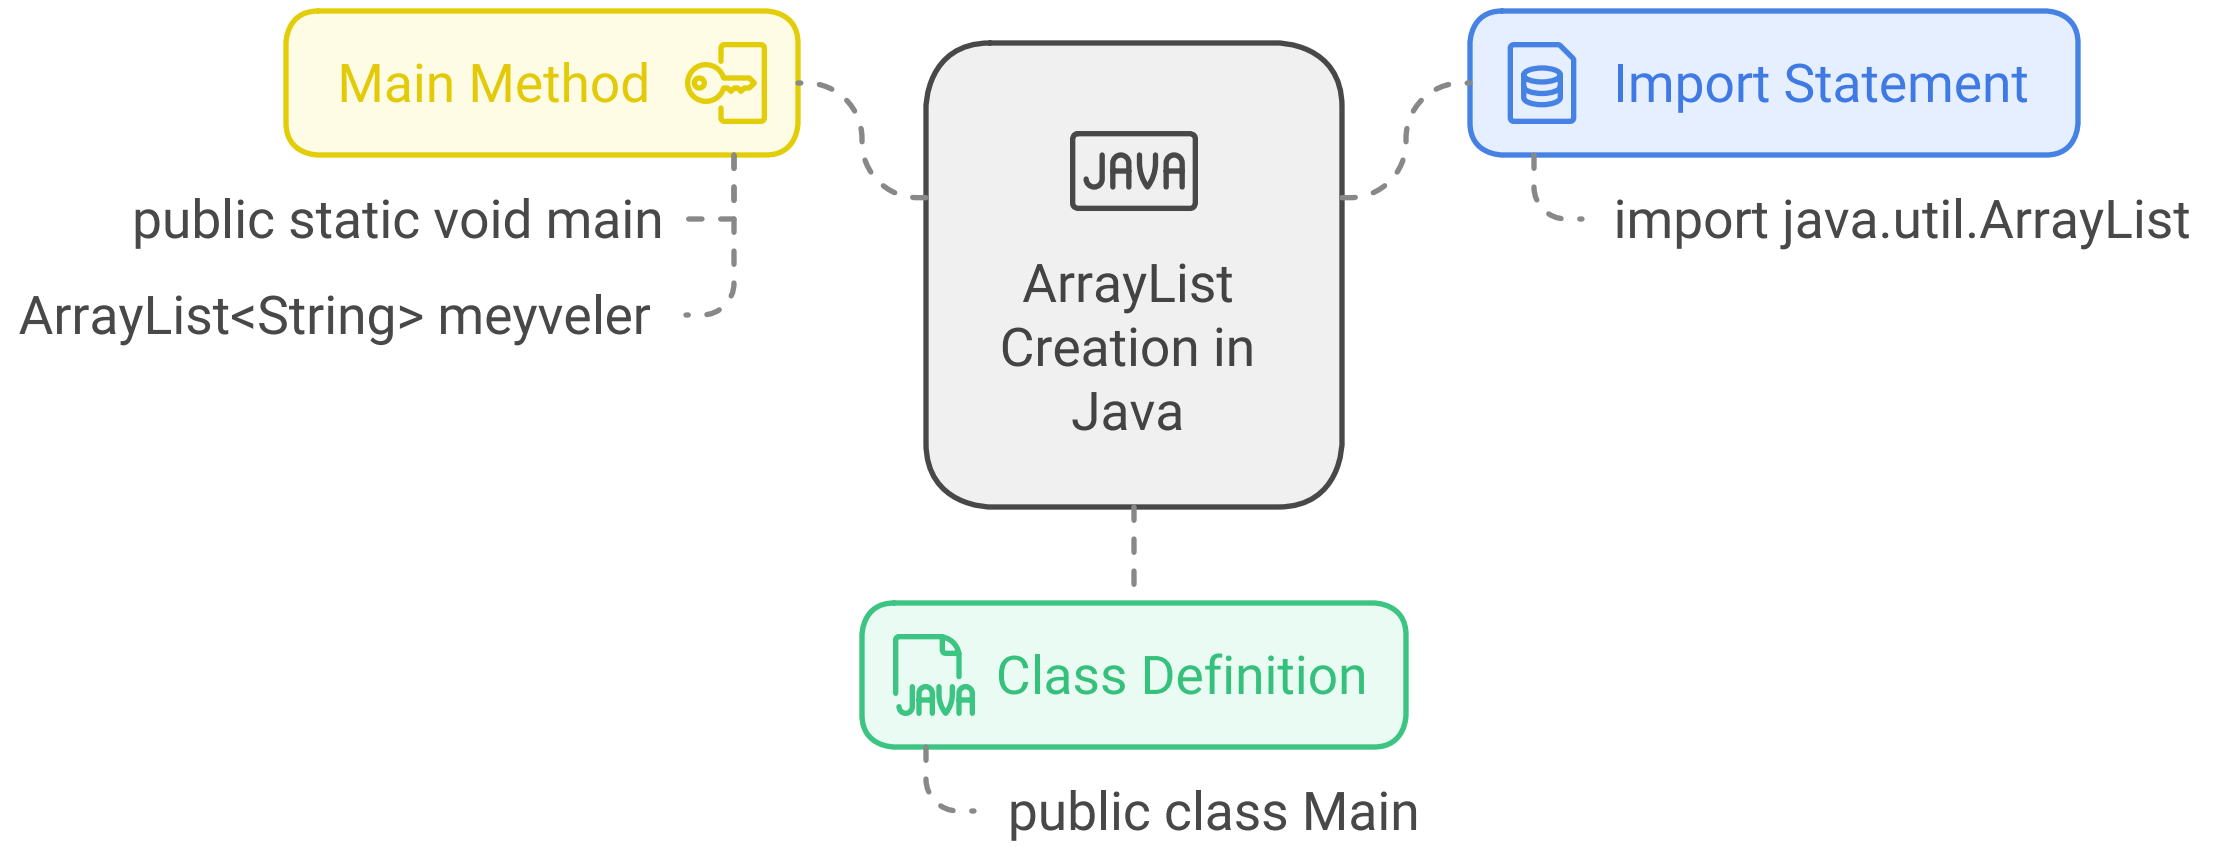 Main Method
public static void main
ArrayList<String> meyveler
JAVA
ArrayList
Creation in
Java
Import Statement
import java.util.ArrayList
JAVA
Class Definition
public class Main